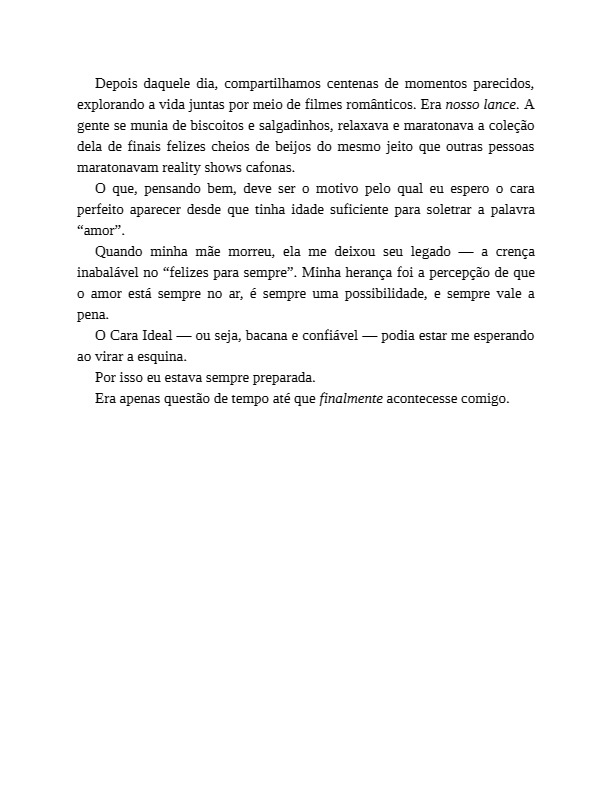 Depois daquele dia, compartilhamos centenas de momentos parecidos,
explorando a vida juntas por meio de filmes românticos. Era nosso lance. A
gente se munia de biscoitos e salgadinhos, relaxava e maratonava a coleção
dela de finais felizes cheios de beijos do mesmo jeito que outras pessoas
maratonavam reality shows cafonas.
O que, pensando bem, deve ser o motivo pelo qual eu espero o cara
perfeito aparecer desde que tinha idade suficiente para soletrar a palavra
“amor”.
Quando minha mãe morreu, ela me deixou seu legado — a crença
inabalável no “felizes para sempre”. Minha herança foi a percepção de que
o amor está sempre no ar, é sempre uma possibilidade, e sempre vale a
pena.
O Cara Ideal — ou seja, bacana e confiável — podia estar me esperando
ao virar a esquina.
Por isso eu estava sempre preparada.
Era apenas questão de tempo até que finalmente acontecesse comigo.